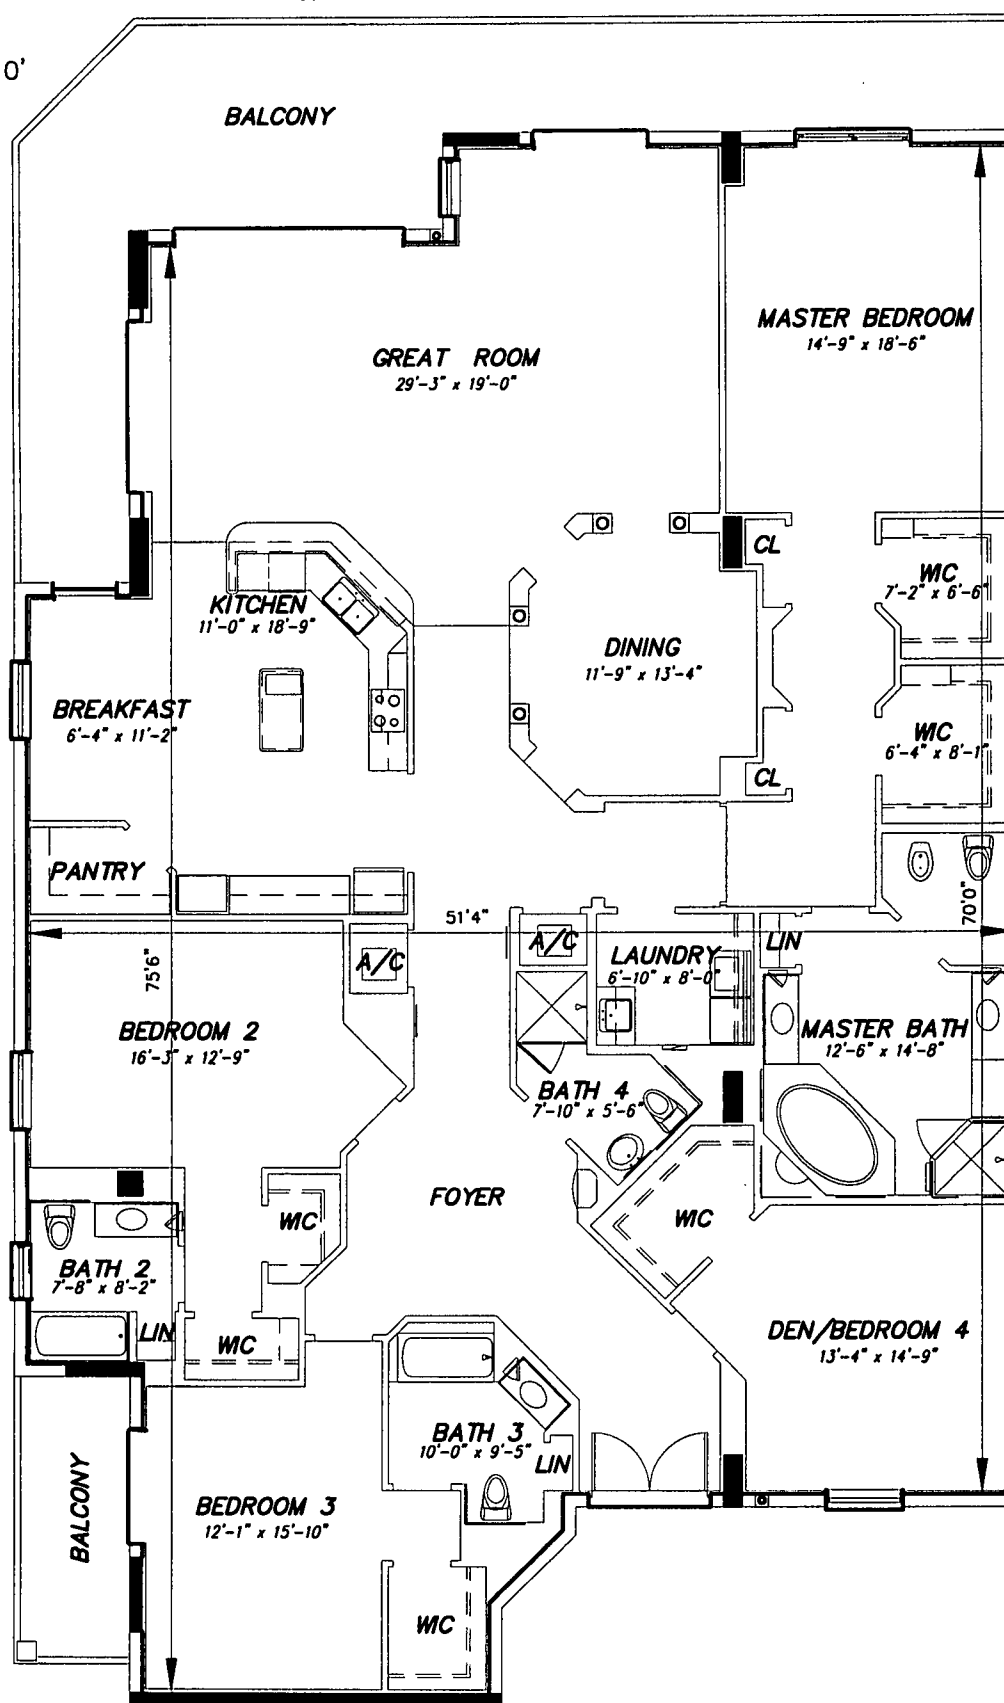 0'
BALCONY
MASTER BEDROOM
14'-9" x 18'-6"
GREAT ROOM
29'-3" x 19'-0"
CL
WIC
7'-2" x 6'-6"
KITCHEN
11'-0" x 18'-9"
DINING
11'-9" x 13'-4"
BREAKFAST
6'-4" x 11'-2"
WIC
6'-4" x 8'-1"
CL
PANTRY
70'0"
51'4"
A/C
LIN
LAUNDRY
6'-10" x 8'-0
A/C
75'6"
BEDROOM 2
16'-3" x 12'-9"
MASTER BATH
12'-6" x 14'-8"
BATH 4
7'-10" x 5'-6"
FOYER
WIC
WIC
BATH 2
7'-8" x 8'-2"
LIN
WIC
DEN/BEDROOM 4
13'-4" x 14'-9"
BATH 3
10'-0" x 9'-5"
LIN
BALCONY
BEDROOM 3
12'-1" x 15'-10"
WIC